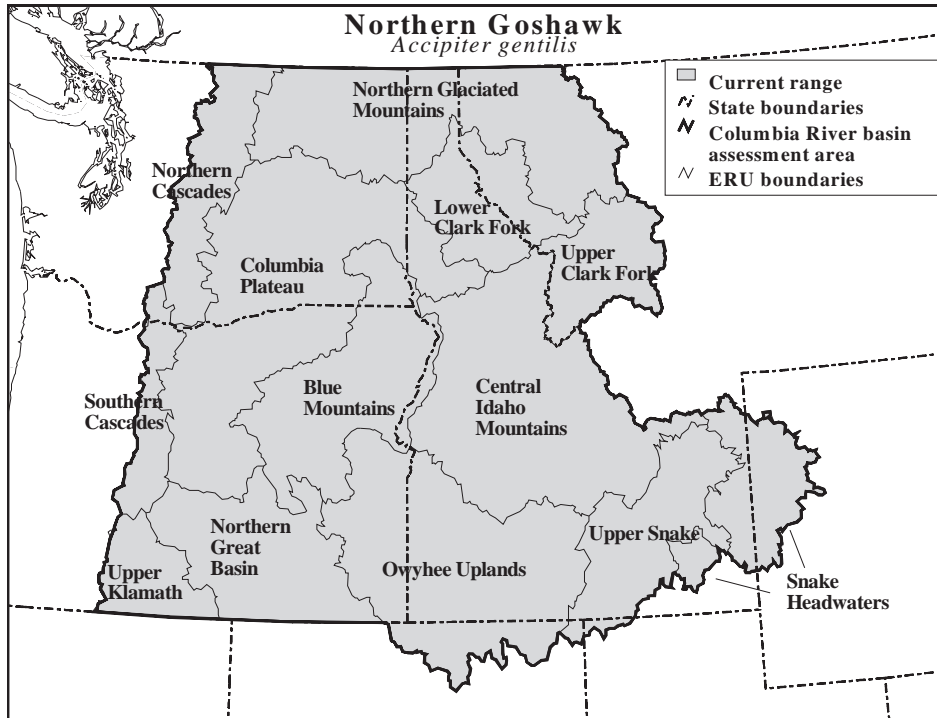 Northern Goshawk
Accipiter gentilis
Current range
State boundaries
Columbia River basin
assessment area
ERU boundaries
Northern Glaciated
Mountains
Northern
Cascades
Lower
Clark Fork
Upper
Clark Fork
Columbia
Plateau
Blue
Mountains
Central
Idaho
Mountains
Southern
Cascades
Northern
Great
Basin
Upper Snake
Owyhee Uplands
Upper
Klamath
Snake
Headwaters